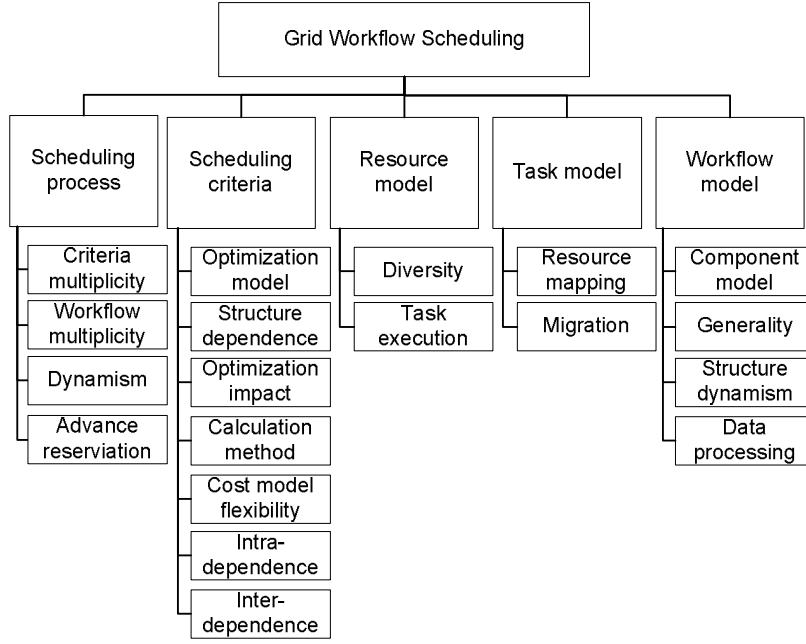 Grid Workflow Scheduling
Scheduling
process
Criteria
multiplicity
Workflow
multiplicity
Dynamism
Advance
reserviation
Scheduling
criteria
Optimization
model
Structure
dependence
Optimization
impact
Calculation
method
Cost model
flexibility
Intra-
dependence
Inter-
dependence
Resource
model
Diversity
Task
execution
Task model
Resource
mapping
Migration
Workflow
model
Component
model
Generality
Structure
dynamism
Data
processing